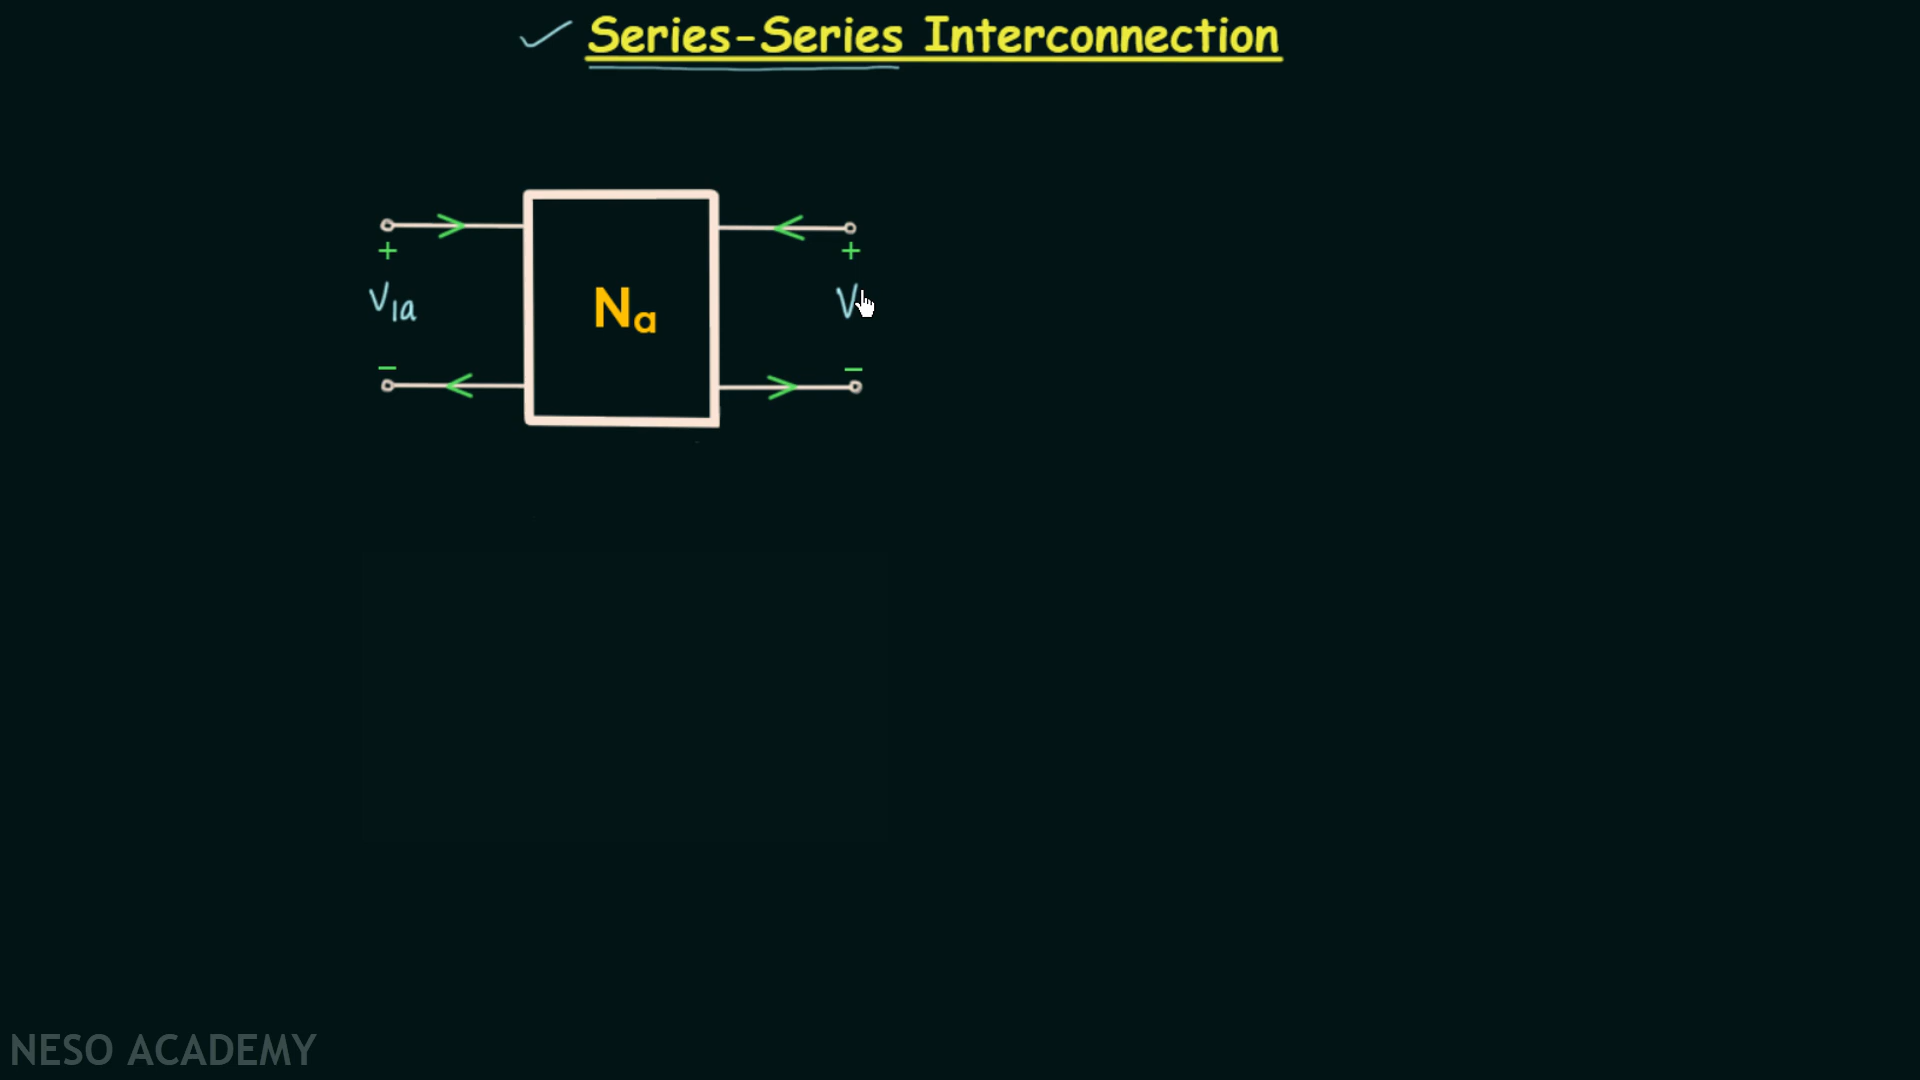 Series-Series Interconnection
+ +
V1a Na V
- -
NESO ACADEMY